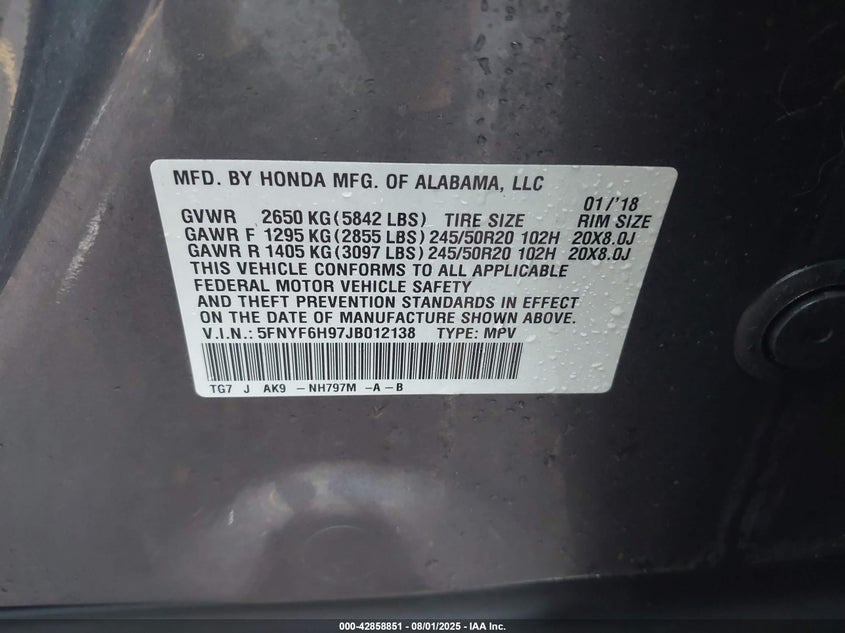 MFD. BY HONDA MFG. OF ALABAMA, LLC
01/'18
GVWR 2650 KG(5842 LBS) TIRE SIZE RIM SIZE
GAWR F 1295 KG(2855 LBS) 245/50R20 102H 20X8.0J
GAWR R 1405 KG(3097 LBS) 245/50R20 102H 20X8.0J
THIS VEHICLE CONFORMS TO ALL APPLICABLE
FEDERAL MOTOR VEHICLE SAFETY
AND THEFT PREVENTION STANDARDS IN EFFECT
ON THE DATE OF MANUFACTURE SHOWN ABOVE.
V.I.N.: 5FNYF6H97JB012138 TYPE: MPV
TG7 J AK9 -NH797M -A-B
000-42858851 | 08/01/2025 - IAA Inc.